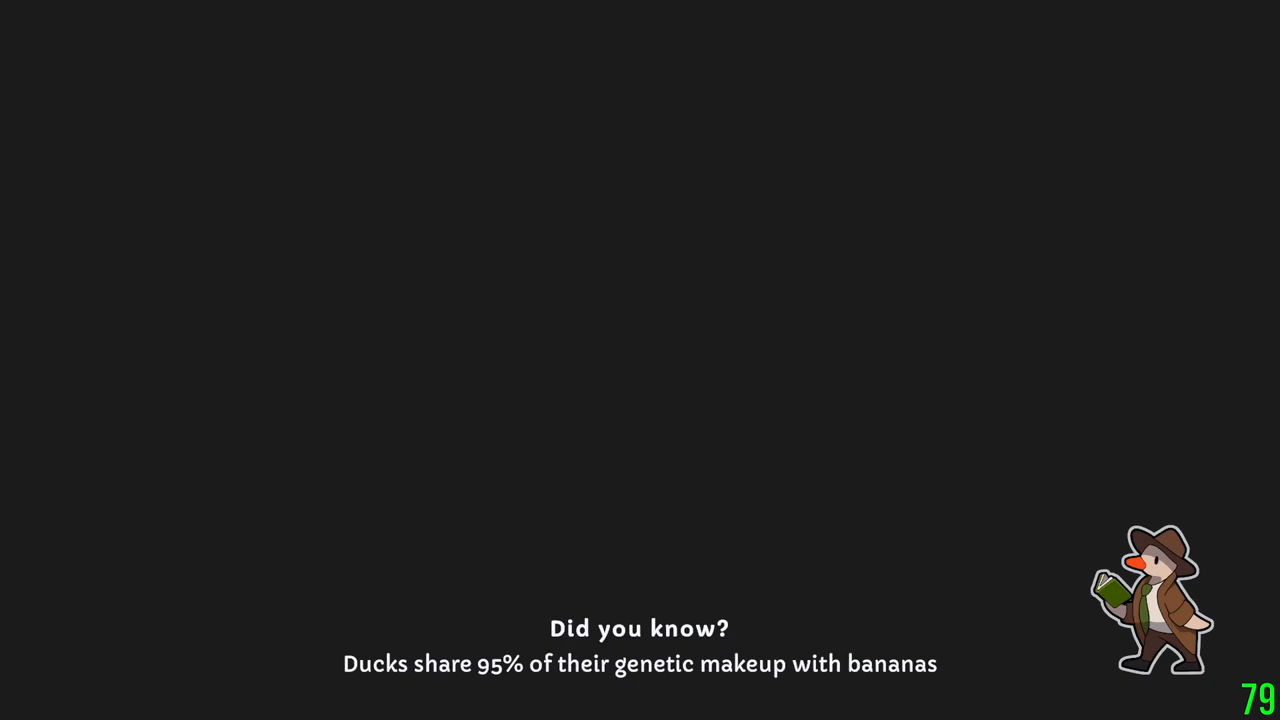 Did you know?
Ducks share 95% of their genetic makeup with bananas
79